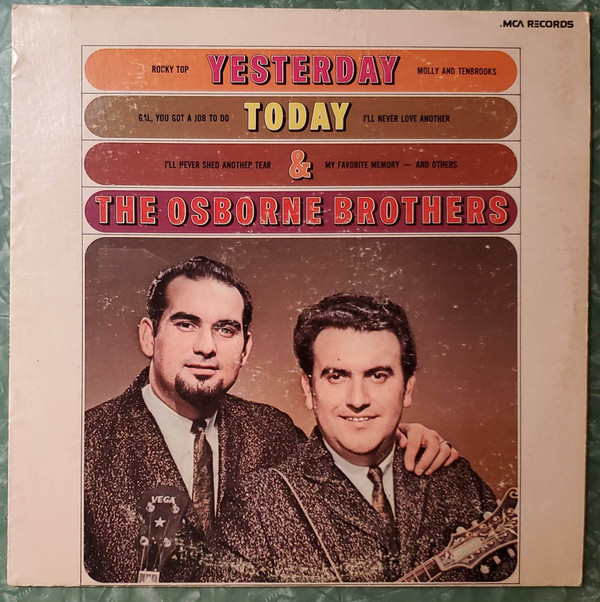 .MCA RECORDS
ROCKY TOP YESTERDAY MOLLY AND TENBROOKS
GAL, YOU GOT A JOB TO DO TODAY I'LL NEVER LOVE ANOTHER
I'LL NEVER SHED ANOTHER TEAR & MY FAVORITE MEMORY — AND OTHERS
THE OSBORNE BROTHERS
VEGA